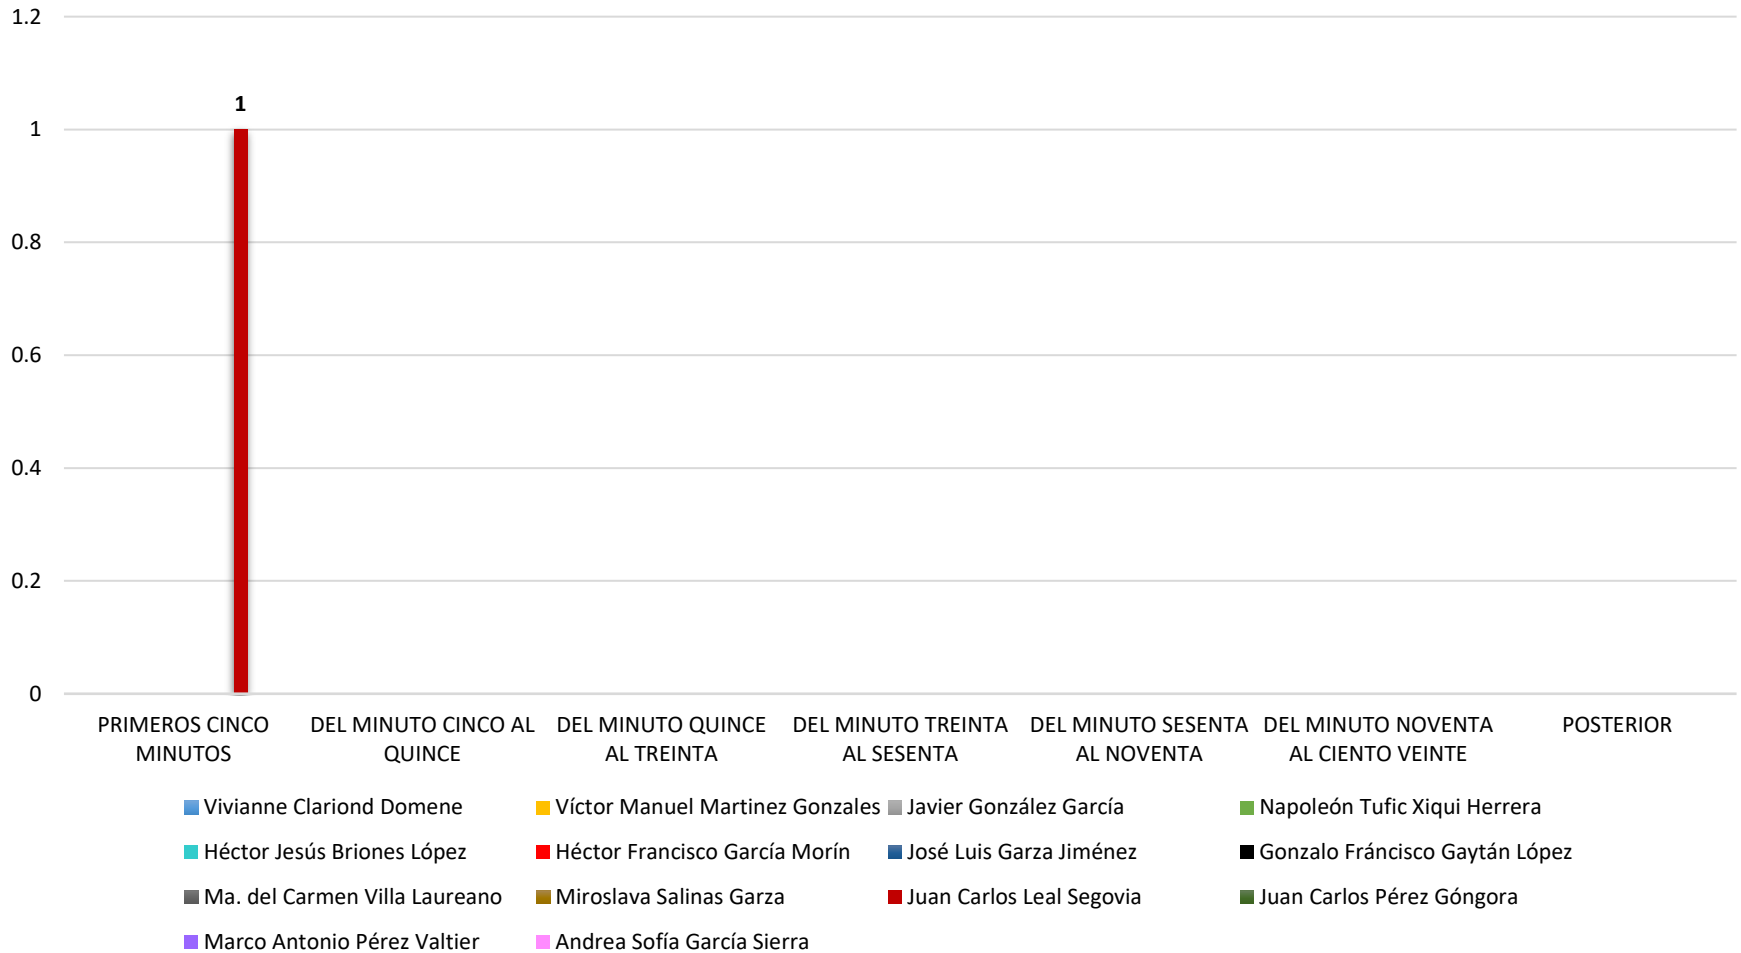 1.2
1
1
0.8
0.6
0.4
0.2
0
PRIMEROS CINCO MINUTOS
DEL MINUTO CINCO AL QUINCE
DEL MINUTO QUINCE AL TREINTA
DEL MINUTO TREINTA AL SESENTA
DEL MINUTO SESENTA AL NOVENTA
DEL MINUTO NOVENTA AL CIENTO VEINTE
POSTERIOR
Vivianne Clariond Domene
Víctor Manuel Martinez Gonzales
Javier González García
Napoleón Tufic Xiqui Herrera
Héctor Jesús Briones López
Héctor Francisco García Morín
José Luis Garza Jiménez
Gonzalo Fráncisco Gaytán López
Ma. del Carmen Villa Laureano
Miroslava Salinas Garza
Juan Carlos Leal Segovia
Juan Carlos Pérez Góngora
Marco Antonio Pérez Valtier
Andrea Sofía García Sierra